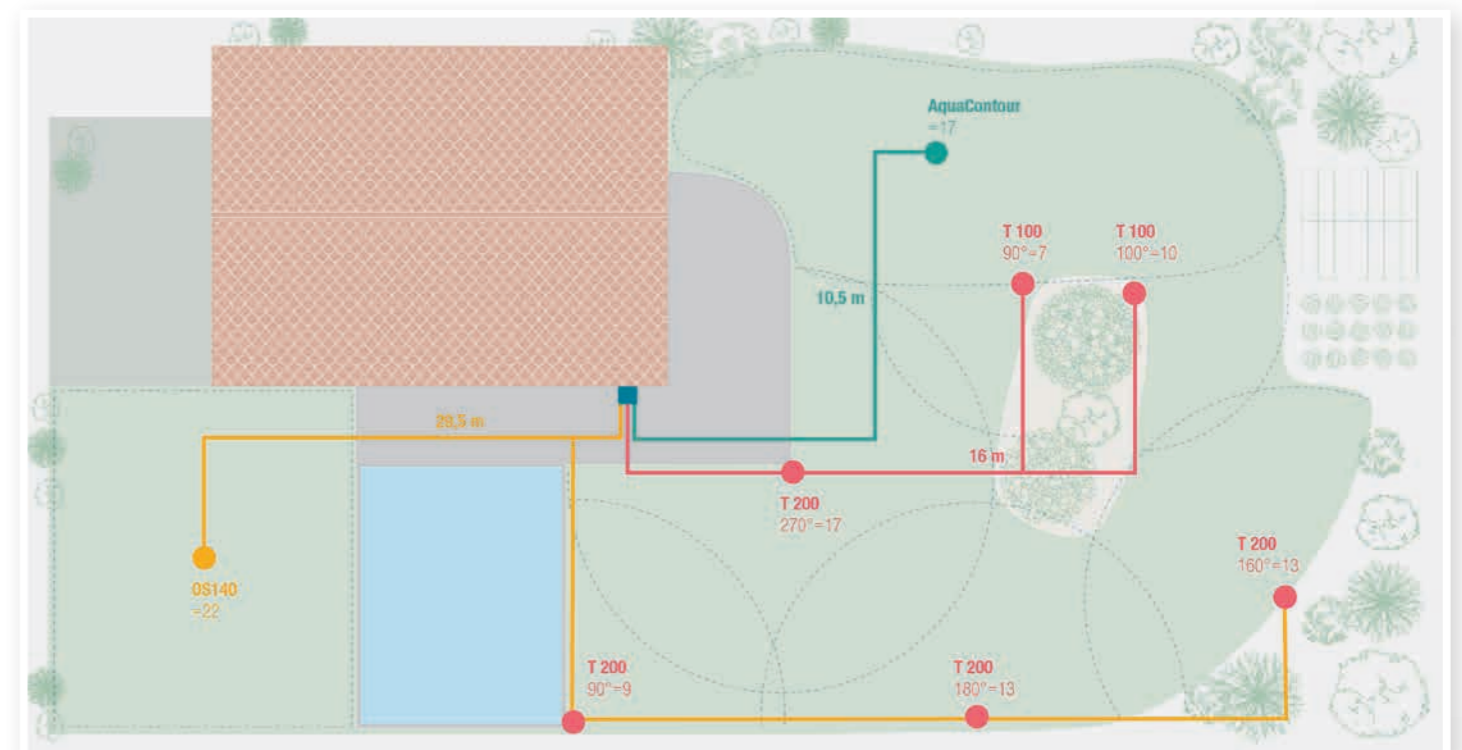 AquaContour
=17
T 100
90°=7
T 100
100°=10
10,5 m
29,5 m
16 m
T 200
270°=17
T 200
160°=13
OS140
=22
T 200
90°=9
T 200
180°=13